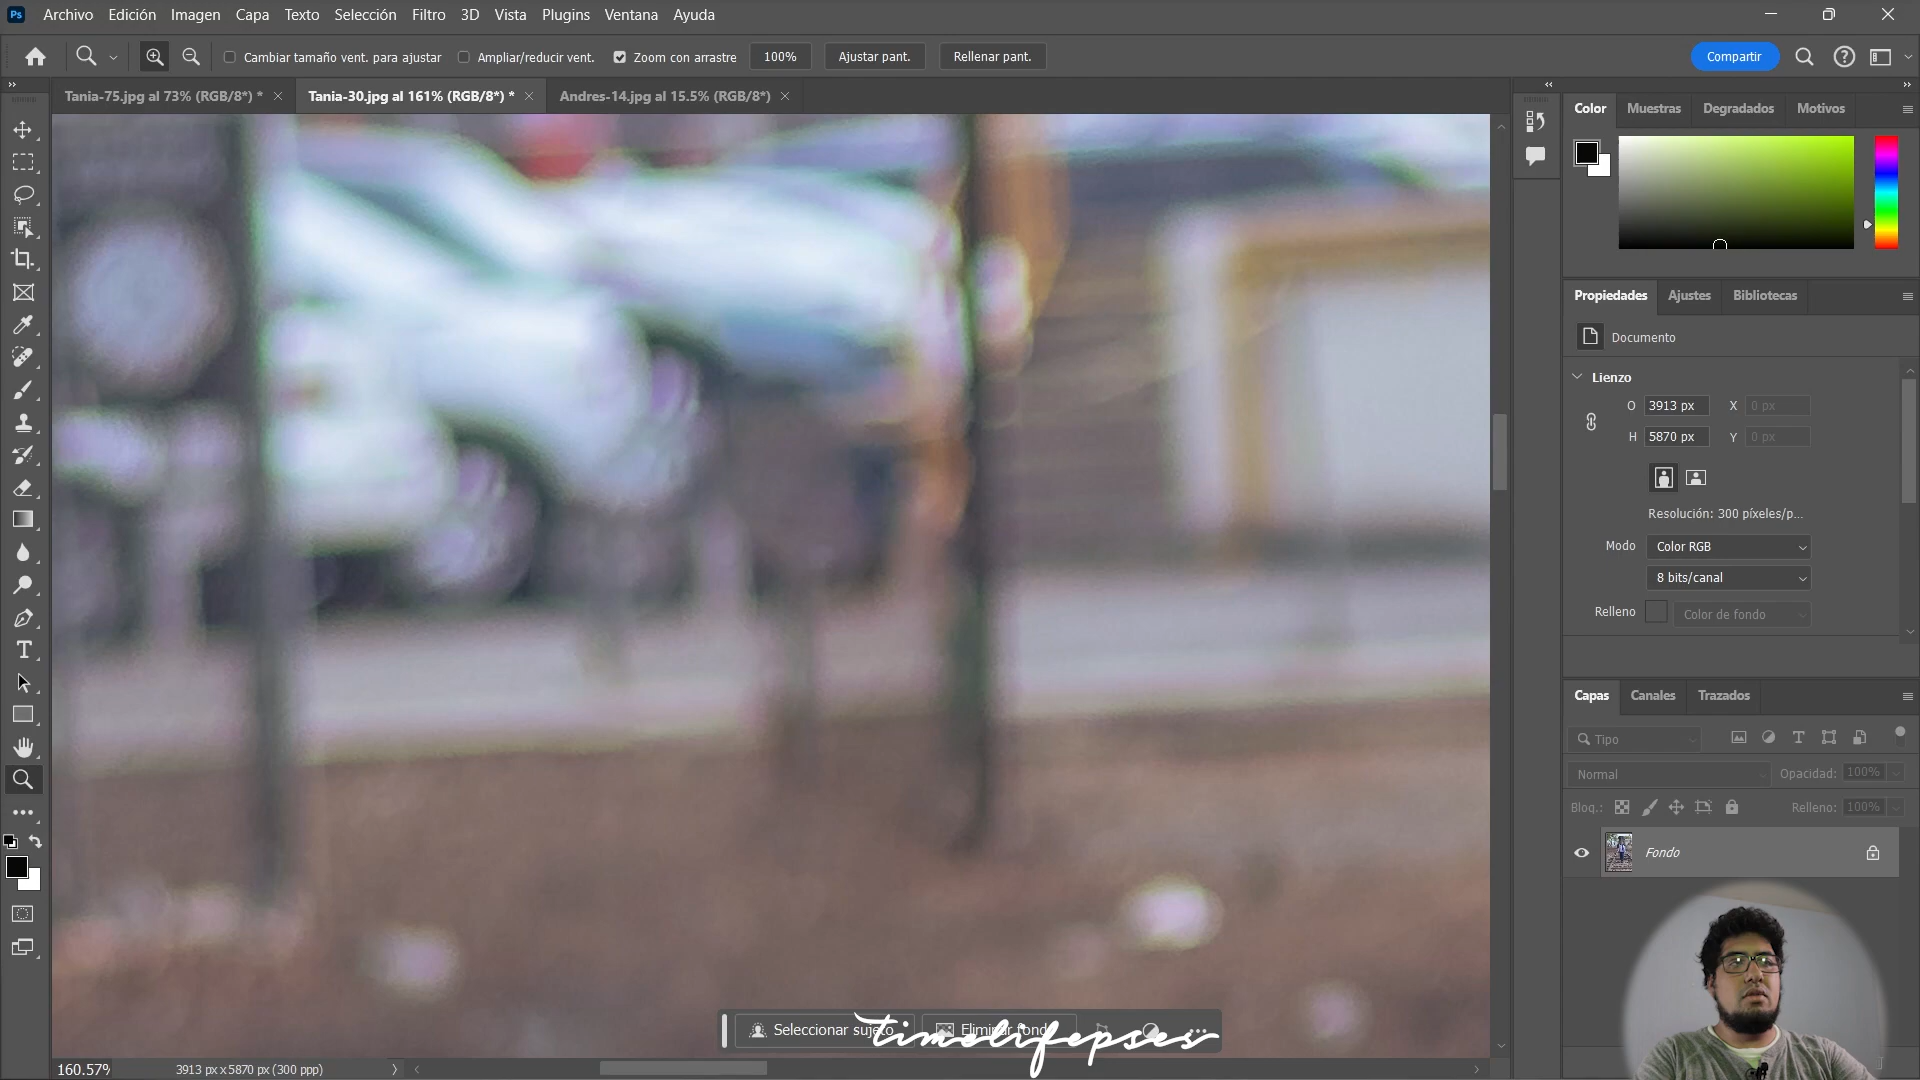 Ps Archivo Edición Imagen Capa Texto Selección Filtro 3D Vista Plugins Ventana Ayuda
Cambiar tamaño vent. para ajustar Ampliar/reducir vent. Zoom con arrastre 100% Ajustar pant. Rellenar pant. Compartir
Tania-75.jpg al 73% (RGB/8*) * Tania-30.jpg al 161% (RGB/8*) * Andres-14.jpg al 15.5% (RGB/8*)
Color Muestras Degradados Motivos
Propiedades Ajustes Bibliotecas
Documento
Lienzo
O 3913 px X 0 px
H 5870 px Y 0 px
Resolución: 300 píxeles/p...
Modo Color RGB
8 bits/canal
Relleno Color de fondo
Capas Canales Trazados
Tipo
Normal Opacidad: 100%
Bloq.: Relleno: 100%
Fondo
Seleccionar sujeto Eliminar fondo
timelifepses
160.57% 3913 px x 5870 px (300 ppp)